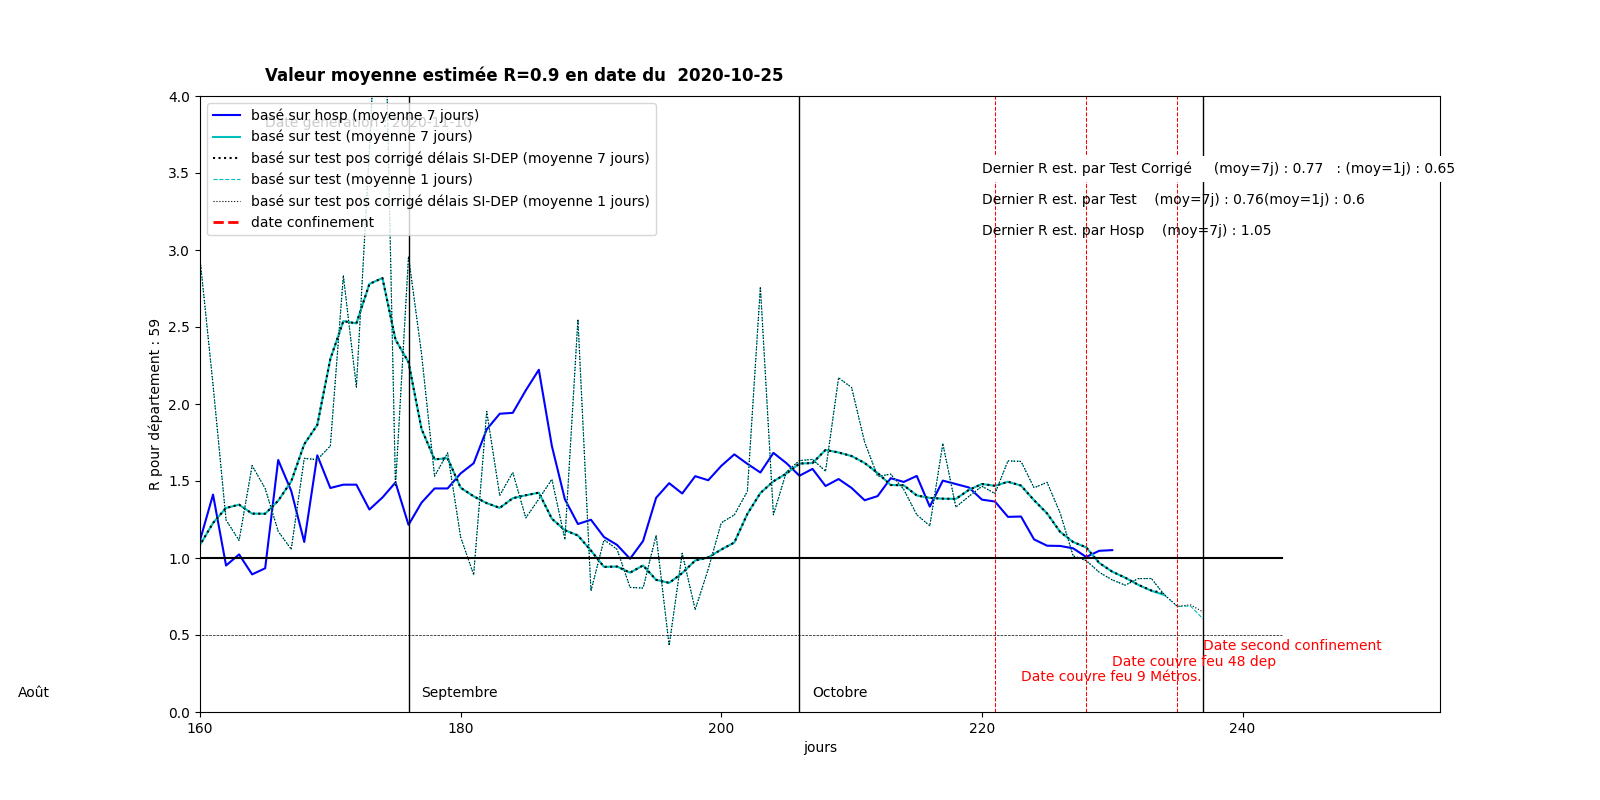 Valeur moyenne estimée R=0.9 en date du  2020-10-25
Date génération : 2020-11-10
basé sur hosp (moyenne 7 jours)
basé sur test (moyenne 7 jours)
basé sur test pos corrigé délais SI-DEP (moyenne 7 jours)
basé sur test (moyenne 1 jours)
basé sur test pos corrigé délais SI-DEP (moyenne 1 jours)
date confinement
Dernier R est. par Test Corrigé     (moy=7j) : 0.77   : (moy=1j) : 0.65
Dernier R est. par Test    (moy=7j) : 0.76(moy=1j) : 0.6
Dernier R est. par Hosp    (moy=7j) : 1.05
4.0
3.5
3.0
2.5
2.0
1.5
1.0
0.5
0.0
R pour département : 59
Date second confinement
Date couvre feu 48 dep
Date couvre feu 9 Métros.
Août
Septembre
Octobre
160
180
200
220
240
jours